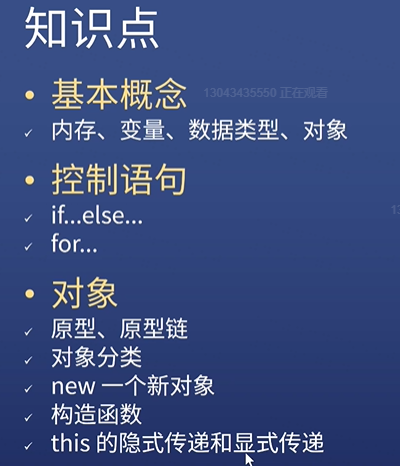 知识点
• 基本概念
13043435550 正在观看
✓ 内存、变量、数据类型、对象
• 控制语句
✓ if...else...
✓ for...
• 对象
✓ 原型、原型链
✓ 对象分类
✓ new 一个新对象
✓ 构造函数
✓ this 的隐式传递和显式传递